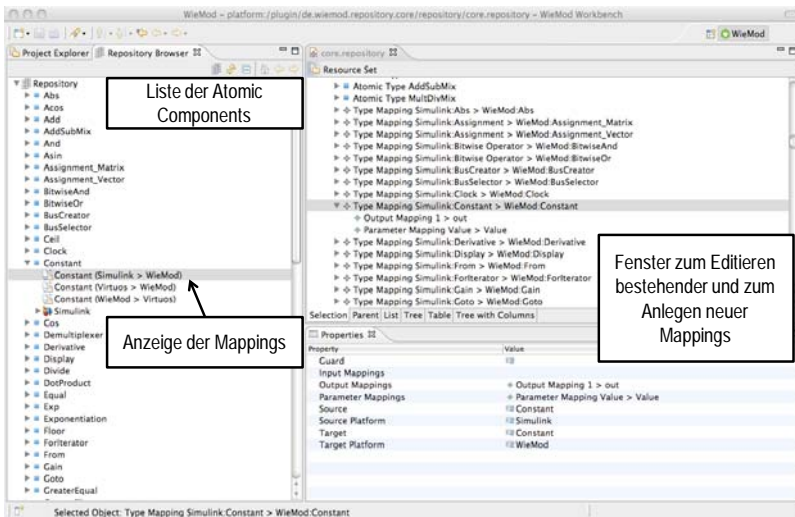 WieMod – platform:/plugin/de.wiemod.repository.core/repository/core.repository – WieMod Workbench
WieMod
Project Explorer
Repository Browser
core.repository
Resource Set
Repository
Abs
Acos
Add
AddSubMix
And
Asin
Assignment_Matrix
Assignment_Vector
BitwiseAnd
BitwiseOr
BusCreator
BusSelector
Ceil
Clock
Constant
Constant (Simulink > WieMod)
Constant (Virtuos > WieMod)
Constant (WieMod > Virtuos)
Simulink
Cos
Demultiplexer
Derivative
Display
Divide
DotProduct
Equal
Exp
Exponentiation
Floor
ForIterator
From
Gain
Goto
GreaterEqual
Liste der Atomic
Components
Anzeige der Mappings
Atomic Type AddSubMix
Atomic Type MultDivMix
Type Mapping Simulink:Abs > WieMod:Abs
Type Mapping Simulink:Assignment > WieMod:Assignment_Matrix
Type Mapping Simulink:Assignment > WieMod:Assignment_Vector
Type Mapping Simulink:Bitwise Operator > WieMod:BitwiseAnd
Type Mapping Simulink:Bitwise Operator > WieMod:BitwiseOr
Type Mapping Simulink:BusCreator > WieMod:BusCreator
Type Mapping Simulink:BusSelector > WieMod:BusSelector
Type Mapping Simulink:Clock > WieMod:Clock
Type Mapping Simulink:Constant > WieMod:Constant
Output Mapping 1 > out
Parameter Mapping Value > Value
Type Mapping Simulink:Derivative > WieMod:Derivative
Type Mapping Simulink:Display > WieMod:Display
Type Mapping Simulink:From > WieMod:From
Type Mapping Simulink:ForIterator > WieMod:ForIterator
Type Mapping Simulink:Gain > WieMod:Gain
Type Mapping Simulink:Goto > WieMod:Goto
Fenster zum Editieren
bestehender und zum
Anlegen neuer
Mappings
Selection Parent List Tree Table Tree with Columns
Properties
Property Value
Guard
Input Mappings
Output Mappings Output Mapping 1 > out
Parameter Mappings Parameter Mapping Value > Value
Source Constant
Source Platform Simulink
Target Constant
Target Platform WieMod
Selected Object: Type Mapping Simulink:Constant > WieMod:Constant